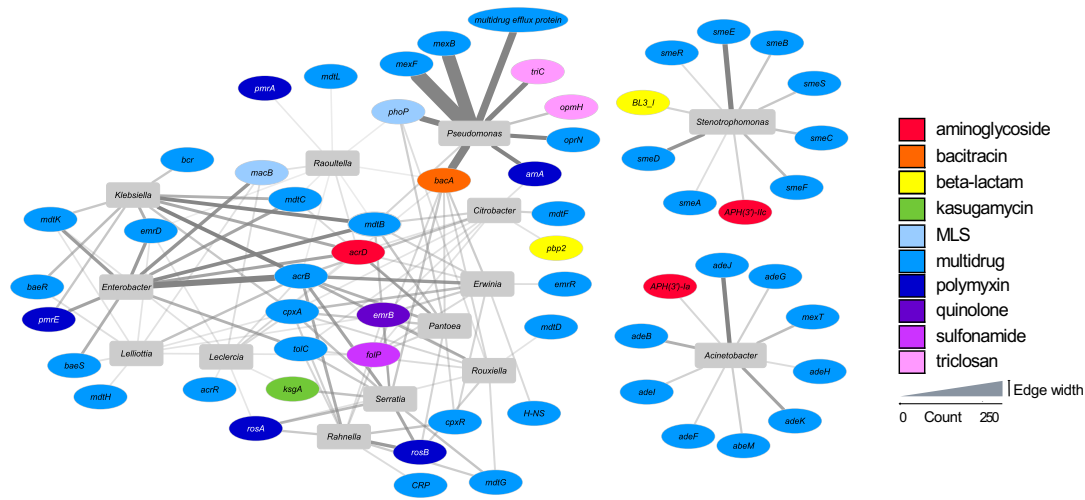 multidrug efflux protein
mexB
mexF
triC
mdtL
pmrA
opmH
phoP
Pseudomonas
oprN
bcr
macB
Raoultella
bacA
arnA
Klebsiella
mdtC
Citrobacter
mdtF
mdtK
emrD
mdtB
pbp2
acrD
baeR
Enterobacter
acrB
Erwinia
emrR
pmrE
cpxA
emrB
Pantoea
mdtD
Lelliottia
Leclercia
tolC
folP
Rouxiella
baeS
mdtH
acrR
ksgA
Serratia
H-NS
rosA
Rahnella
cpxR
rosB
CRP
mdtG
smeE
smeR
smeB
BL3_I
smeS
Stenotrophomonas
smeD
smeC
smeA
smeF
APH(3')-IIc
adeJ
APH(3')-Ia
adeG
adeB
mexT
Acinetobacter
adeI
adeH
adeF
adeK
abeM
aminoglycoside
bacitracin
beta-lactam
kasugamycin
MLS
multidrug
polymyxin
quinolone
sulfonamide
triclosan
Edge width
0 Count 250